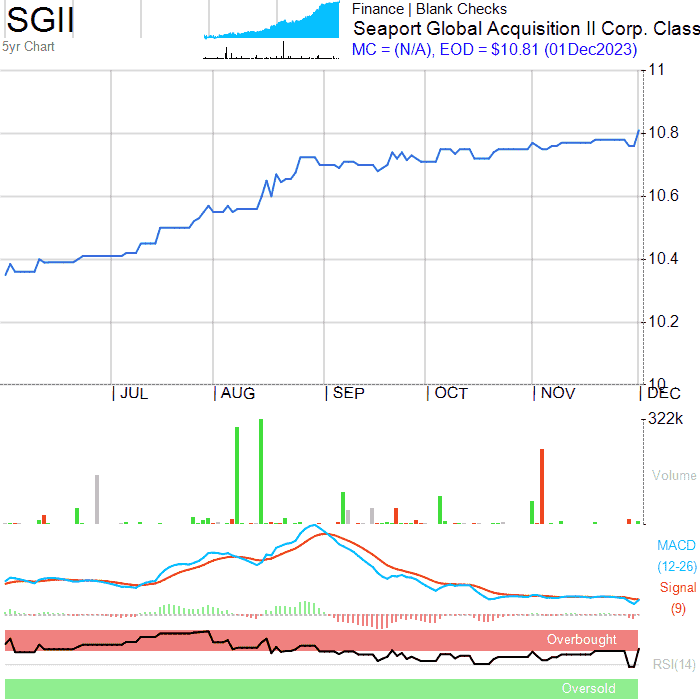 SGII
5yr Chart
Finance | Blank Checks
Seaport Global Acquisition II Corp. Class
MC = (N/A), EOD = $10.81 (01Dec2023)
11
10.8
10.6
10.4
10.2
10
JUL
AUG
SEP
OCT
NOV
DEC
322k
Volume
MACD
(12-26)
Signal
(9)
Overbought
RSI(14)
Oversold